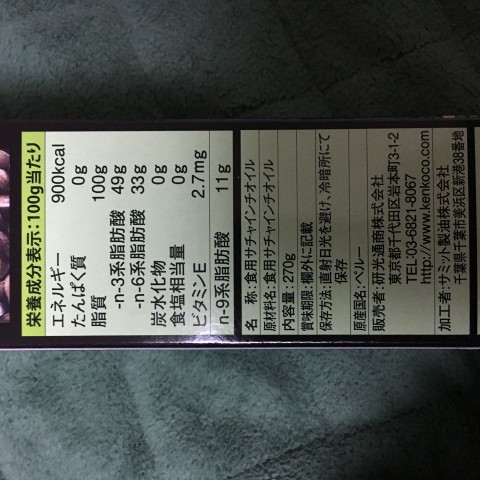 栄養成分表示:100g当たり
エネルギー 900kcal
たんぱく質 0g
脂質 100g
-n-3系脂肪酸 49g
-n-6系脂肪酸 33g
炭水化物 0g
食塩相当量 0g
ビタミンE 2.7mg
n-9系脂肪酸 11g
名 称:食用サチャインチオイル
原材料名:食用サチャインチオイル
内容量:270g
賞味期限:欄外に記載
保存方法:直射日光を避け、冷暗所にて
保存
原産国名:ペルー
販売者:研光通商株式会社
東京都千代田区岩本町3-1-2
TEL:03-6821-8067
http://www.kenkoco.com
加工者:サミット製油株式会社
千葉県千葉市美浜区新港38番地